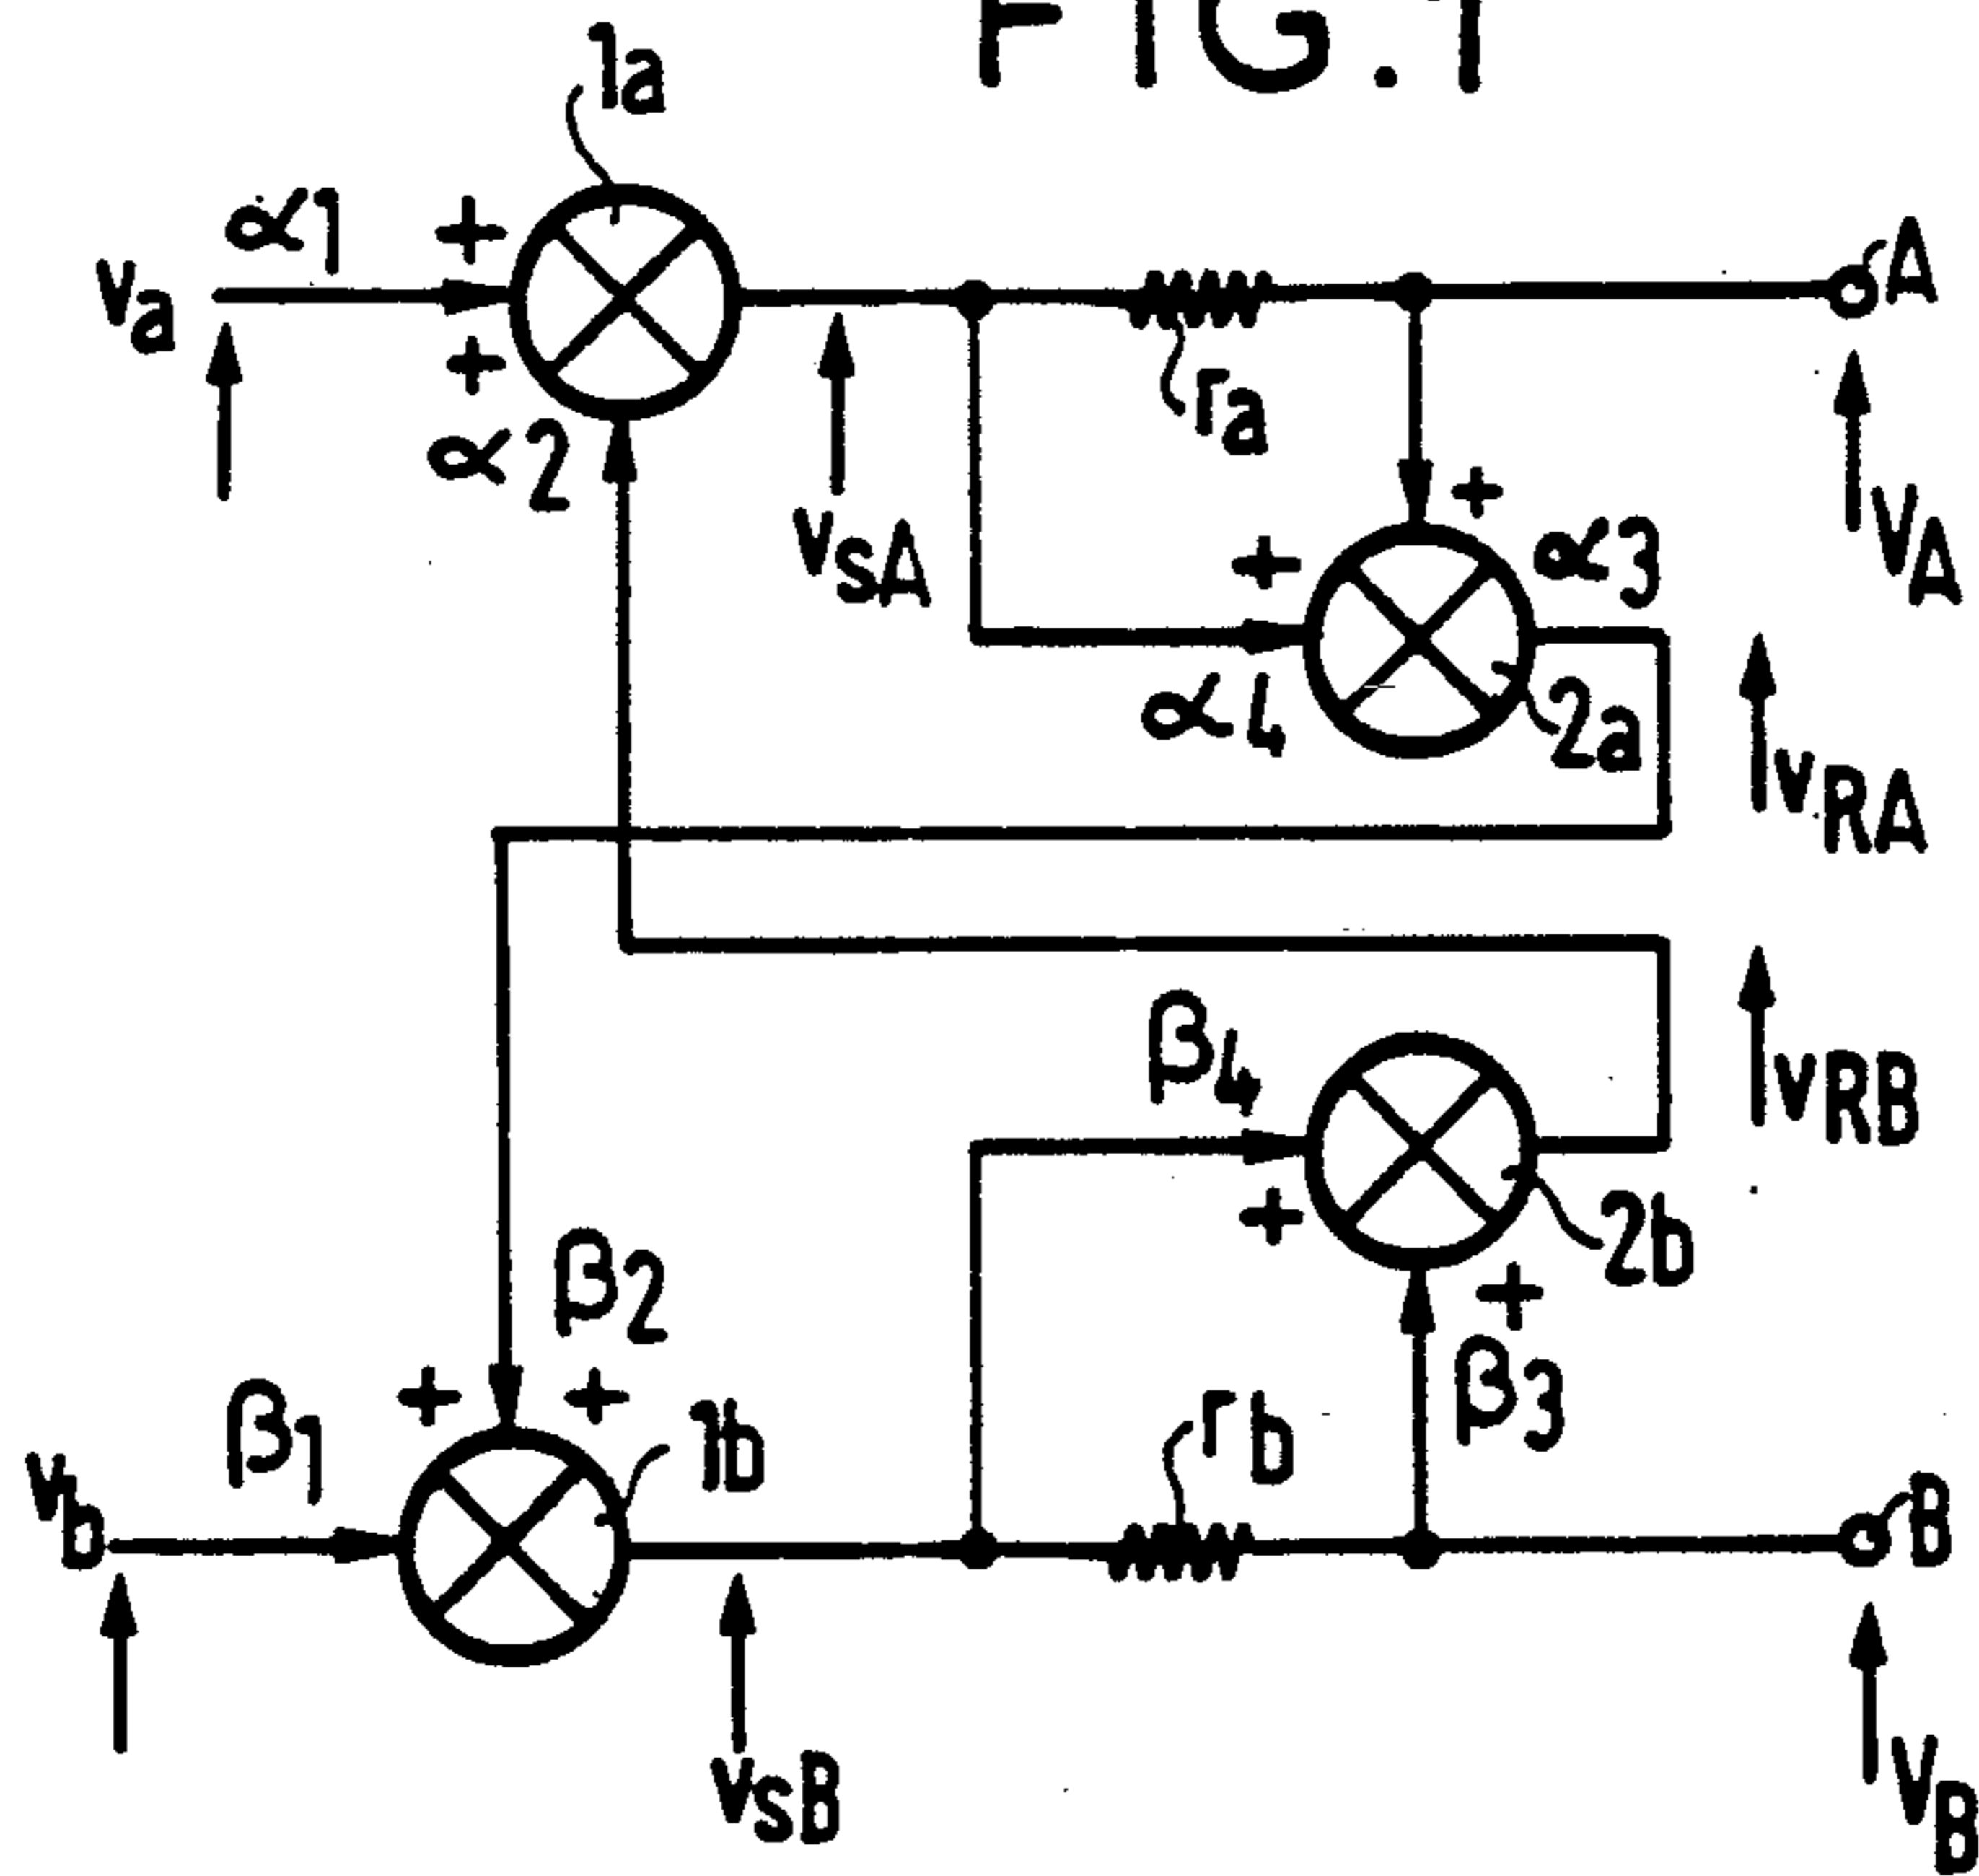 FIG.1
1a
α1
+
va
+
α2
vsA
ra
A
+
α3
VA
+
α4
2a
vRA
β4
vRB
+
2b
+
β3
β2
+
+
β1
1b
rb
vb
B
vsB
VB